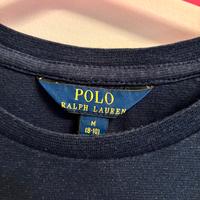 POLO
RALPH LAUREN
M
(8-10)